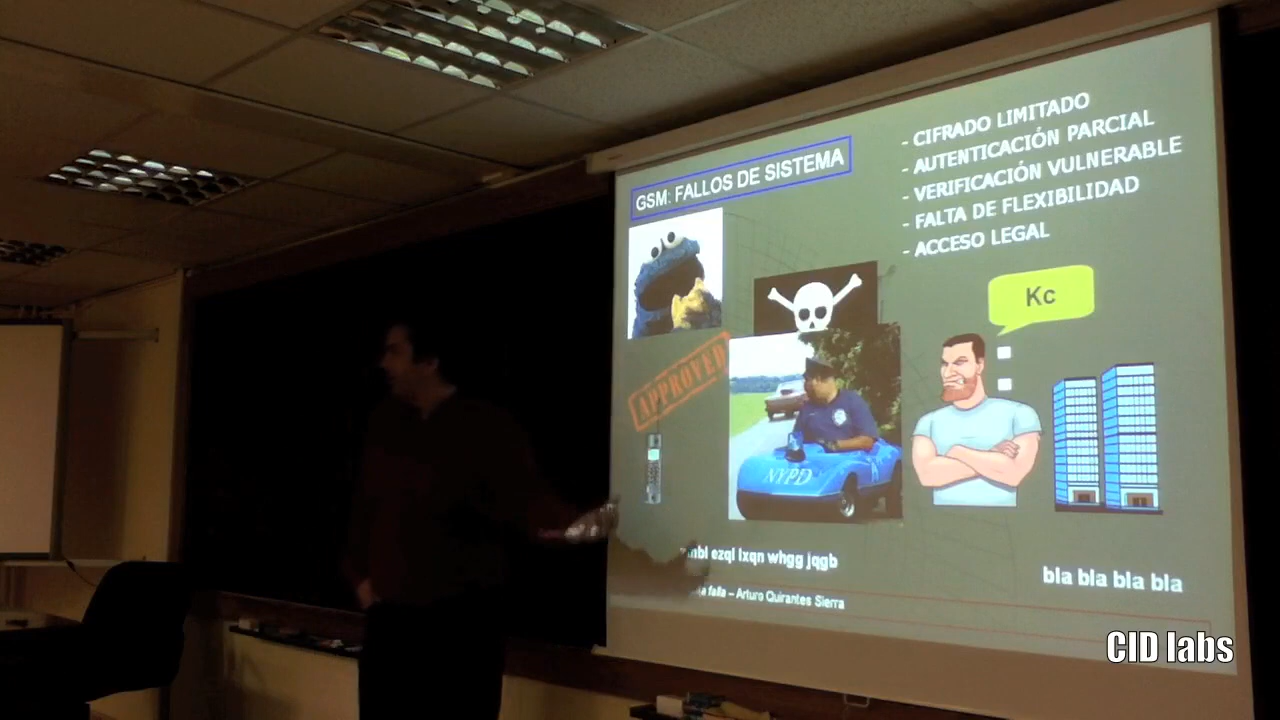 GSM: FALLOS DE SISTEMA
- CIFRADO LIMITADO
- AUTENTICACIÓN PARCIAL
- VERIFICACIÓN VULNERABLE
- FALTA DE FLEXIBILIDAD
- ACCESO LEGAL
Kc
APPROVED
NYPD
ezql lxqn whgg jqgb
bla bla bla bla
falla – Arturo Quirantes Sierra
CID labs